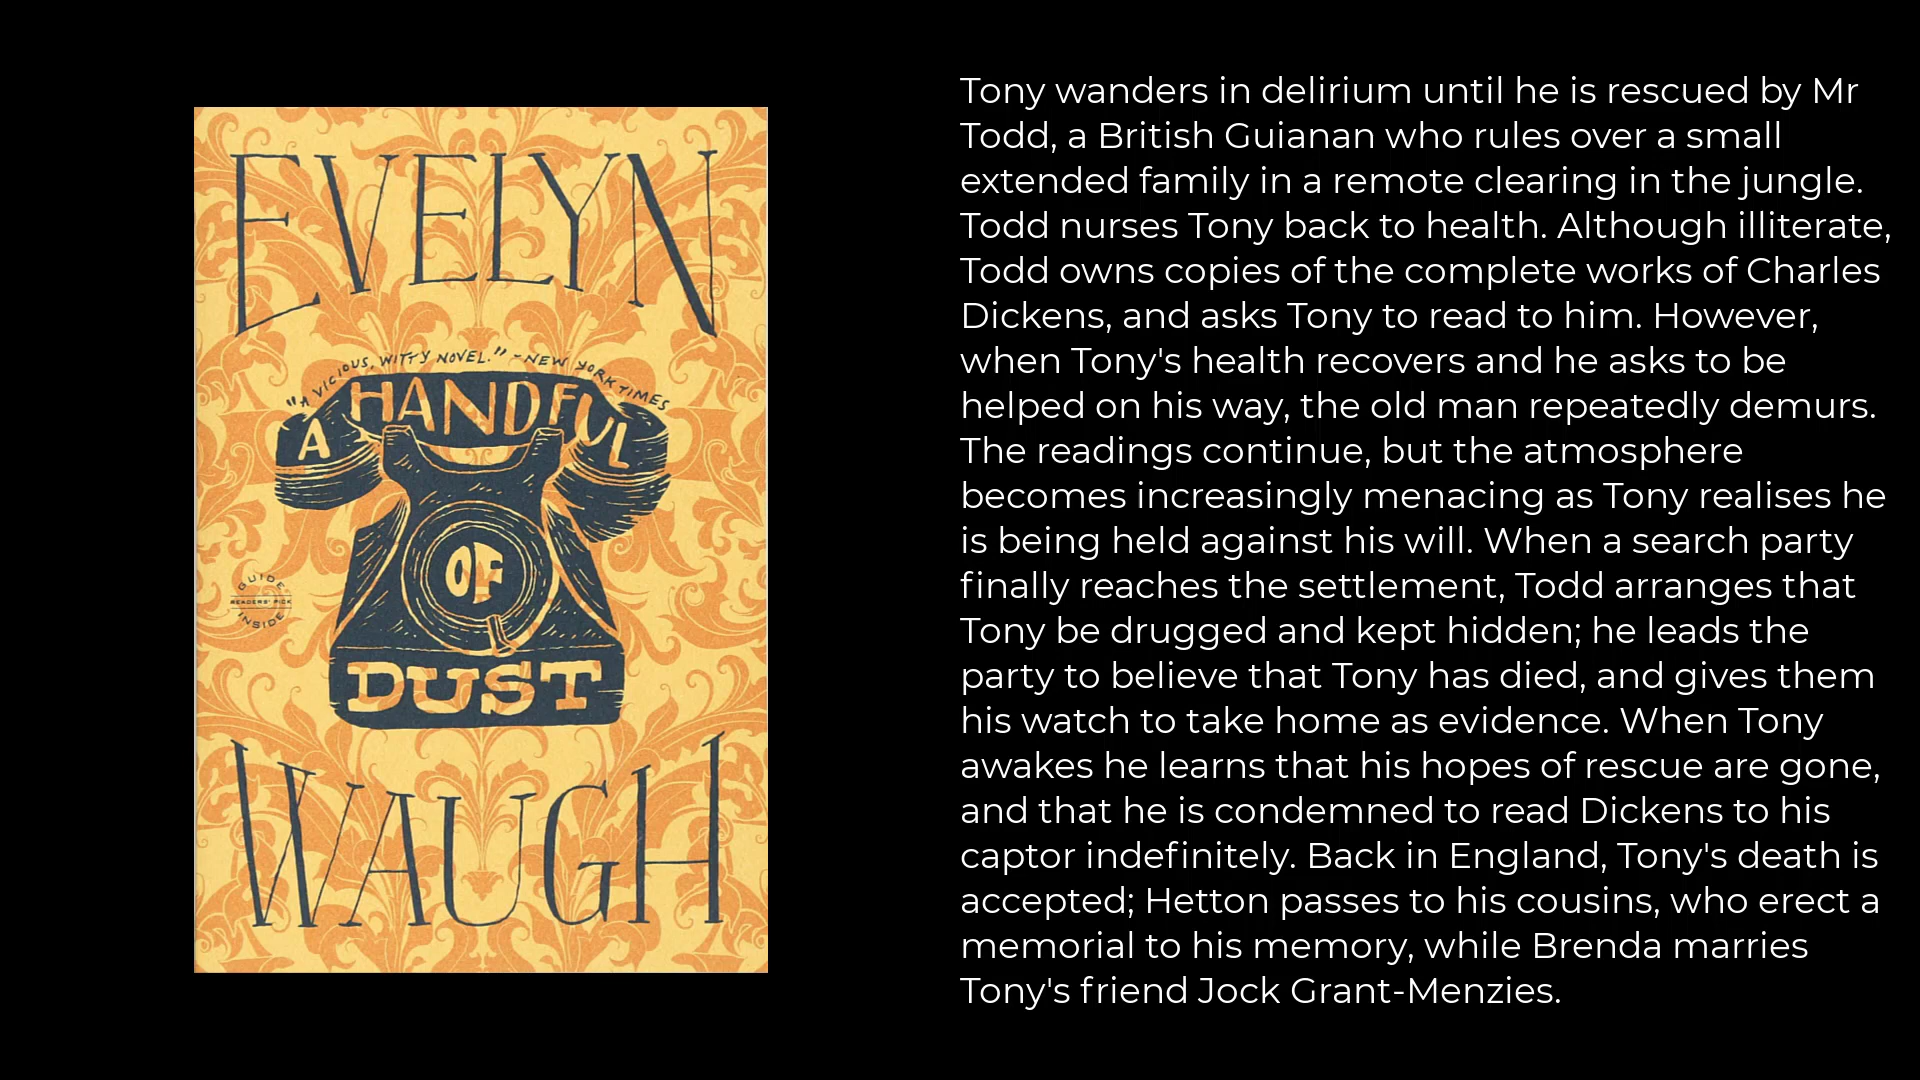 EVELYN
"A VICIOUS, WITTY NOVEL." -NEW YORK TIMES
A HANDFUL
OF
DUST
GUIDE
READERS' PICK
INSIDE
WAUGH
Tony wanders in delirium until he is rescued by Mr
Todd, a British Guianan who rules over a small
extended family in a remote clearing in the jungle.
Todd nurses Tony back to health. Although illiterate,
Todd owns copies of the complete works of Charles
Dickens, and asks Tony to read to him. However,
when Tony's health recovers and he asks to be
helped on his way, the old man repeatedly demurs.
The readings continue, but the atmosphere
becomes increasingly menacing as Tony realises he
is being held against his will. When a search party
finally reaches the settlement, Todd arranges that
Tony be drugged and kept hidden; he leads the
party to believe that Tony has died, and gives them
his watch to take home as evidence. When Tony
awakes he learns that his hopes of rescue are gone,
and that he is condemned to read Dickens to his
captor indefinitely. Back in England, Tony's death is
accepted; Hetton passes to his cousins, who erect a
memorial to his memory, while Brenda marries
Tony's friend Jock Grant-Menzies.